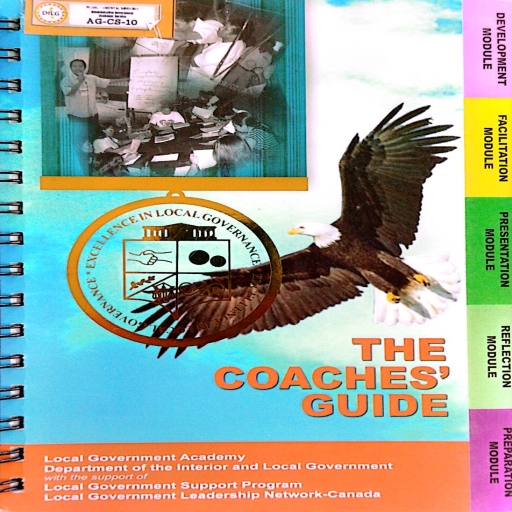 DILG
AG-CS-10
EXCELLENCE IN LOCAL GOVERNANCE
THE
COACHES'
GUIDE
Local Government Academy
Department of the Interior and Local Government
with the support of
Local Government Support Program
Local Government Leadership Network-Canada
DEVELOPMENT
MODULE
FACILITATION
MODULE
PRESENTATION
MODULE
REFLECTION
MODULE
PREPARATION
MODULE